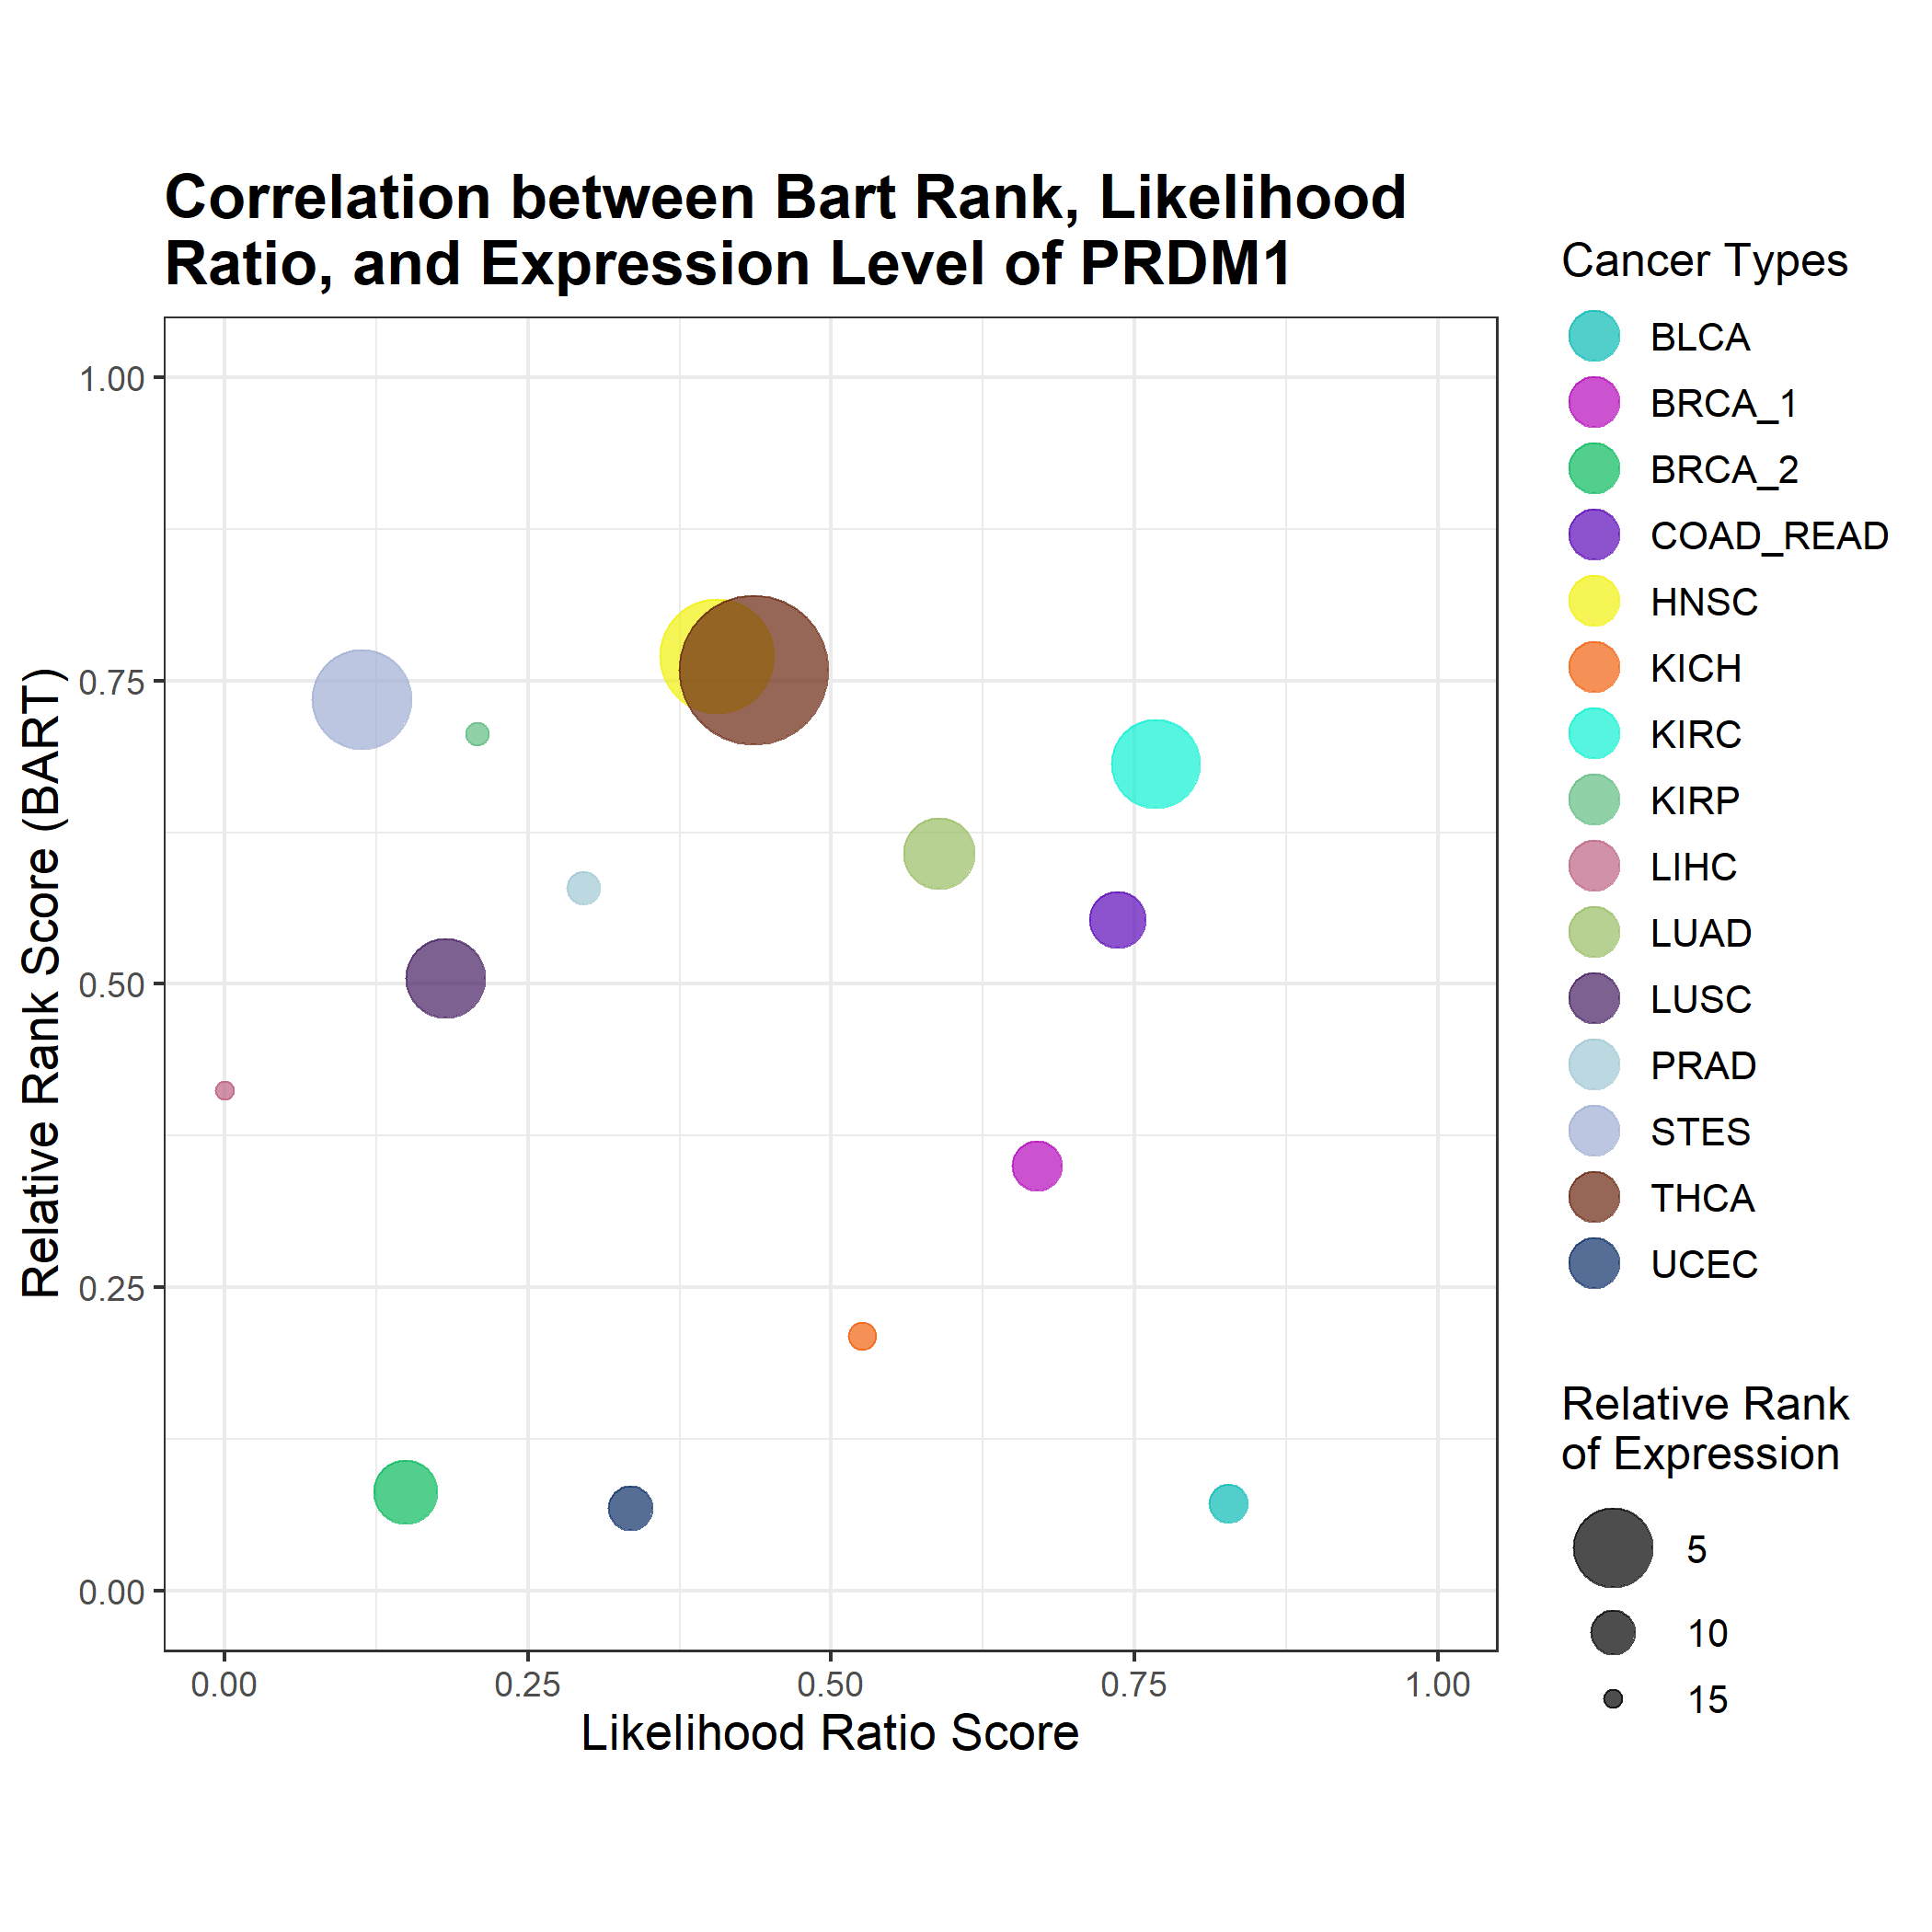 Correlation between Bart Rank, Likelihood
Ratio, and Expression Level of PRDM1
Relative Rank Score (BART)
1.00
0.75
0.50
0.25
0.00
0.00 0.25 0.50 0.75 1.00
Likelihood Ratio Score
Cancer Types
BLCA
BRCA_1
BRCA_2
COAD_READ
HNSC
KICH
KIRC
KIRP
LIHC
LUAD
LUSC
PRAD
STES
THCA
UCEC
Relative Rank
of Expression
5
10
15